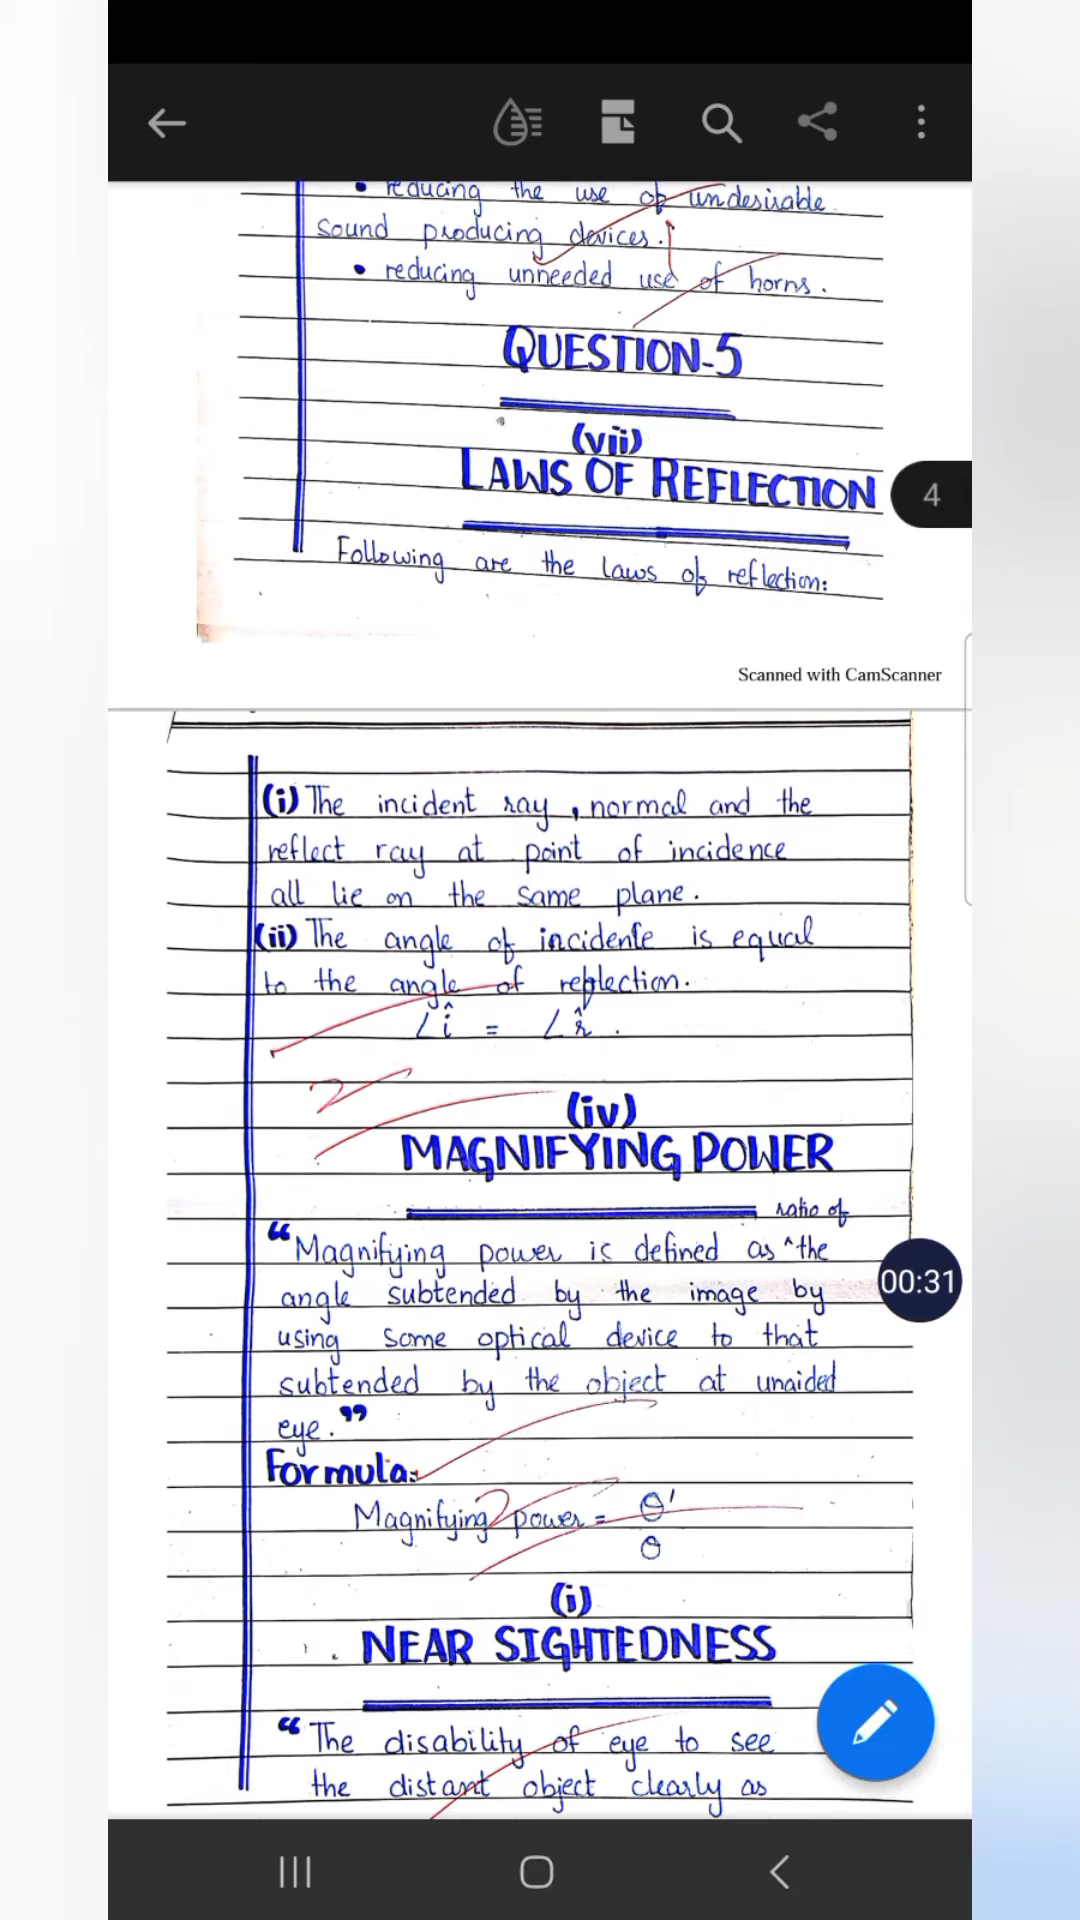 • reducing the use of undesirable
sound producing devices.
• reducing unneeded use of horns.
QUESTION-5
(vii)
LAWS OF REFLECTION
4
Following are the laws of reflection:
Scanned with CamScanner
(i) The incident ray, normal and the
reflect ray at point of incidence
all lie on the same plane.
(ii) The angle of incidence is equal
to the angle of reflection.
∠î = ∠r̂.
2
(iv)
MAGNIFYING POWER
ratio of
“Magnifying power is defined as ^ the
00:31
angle subtended by the image by
using some optical device to that
subtended by the object at unaided
eye.”
Formula:
Magnifying power = θ'
θ
2
(i)
NEAR SIGHTEDNESS
“The disability of eye to see
the distant object clearly as